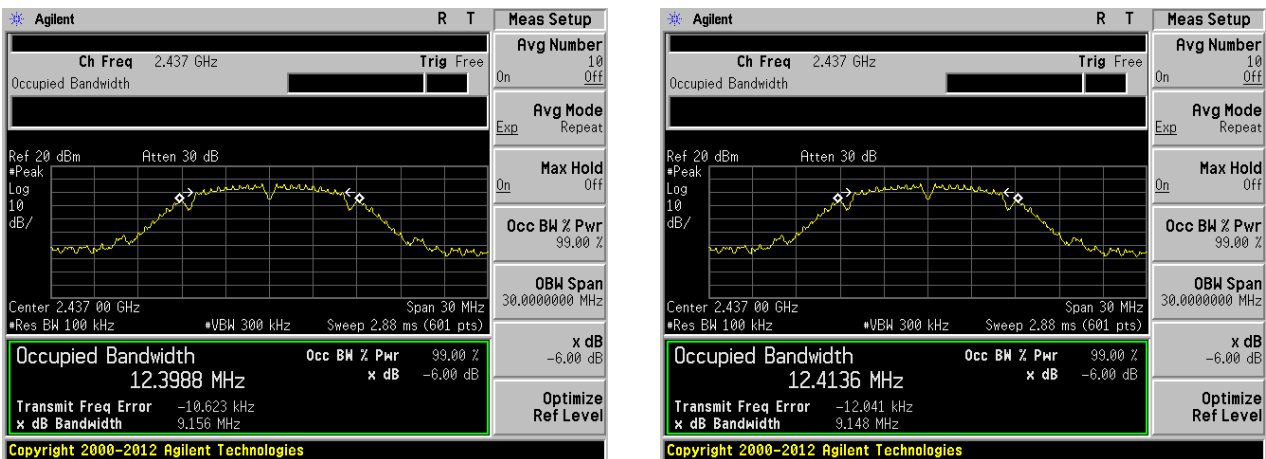 Agilent R T Meas Setup
Avg Number
10
On Off
Ch Freq 2.437 GHz Trig Free
Occupied Bandwidth
Avg Mode
Exp Repeat
Ref 20 dBm Atten 30 dB
#Peak
Log
10
dB/
Max Hold
On Off
Occ BW % Pwr
99.00 %
OBW Span
30.0000000 MHz
Center 2.437 00 GHz Span 30 MHz
#Res BW 100 kHz #VBW 300 kHz Sweep 2.88 ms (601 pts)
Occupied Bandwidth Occ BW % Pwr 99.00 %
12.3988 MHz x dB -6.00 dB
x dB
-6.00 dB
Transmit Freq Error -10.623 kHz
x dB Bandwidth 9.156 MHz
Optimize
Ref Level
Copyright 2000-2012 Agilent Technologies
Agilent R T Meas Setup
Avg Number
10
On Off
Ch Freq 2.437 GHz Trig Free
Occupied Bandwidth
Avg Mode
Exp Repeat
Ref 20 dBm Atten 30 dB
#Peak
Log
10
dB/
Max Hold
On Off
Occ BW % Pwr
99.00 %
OBW Span
30.0000000 MHz
Center 2.437 00 GHz Span 30 MHz
#Res BW 100 kHz #VBW 300 kHz Sweep 2.88 ms (601 pts)
Occupied Bandwidth Occ BW % Pwr 99.00 %
12.4136 MHz x dB -6.00 dB
x dB
-6.00 dB
Transmit Freq Error -12.041 kHz
x dB Bandwidth 9.148 MHz
Optimize
Ref Level
Copyright 2000-2012 Agilent Technologies